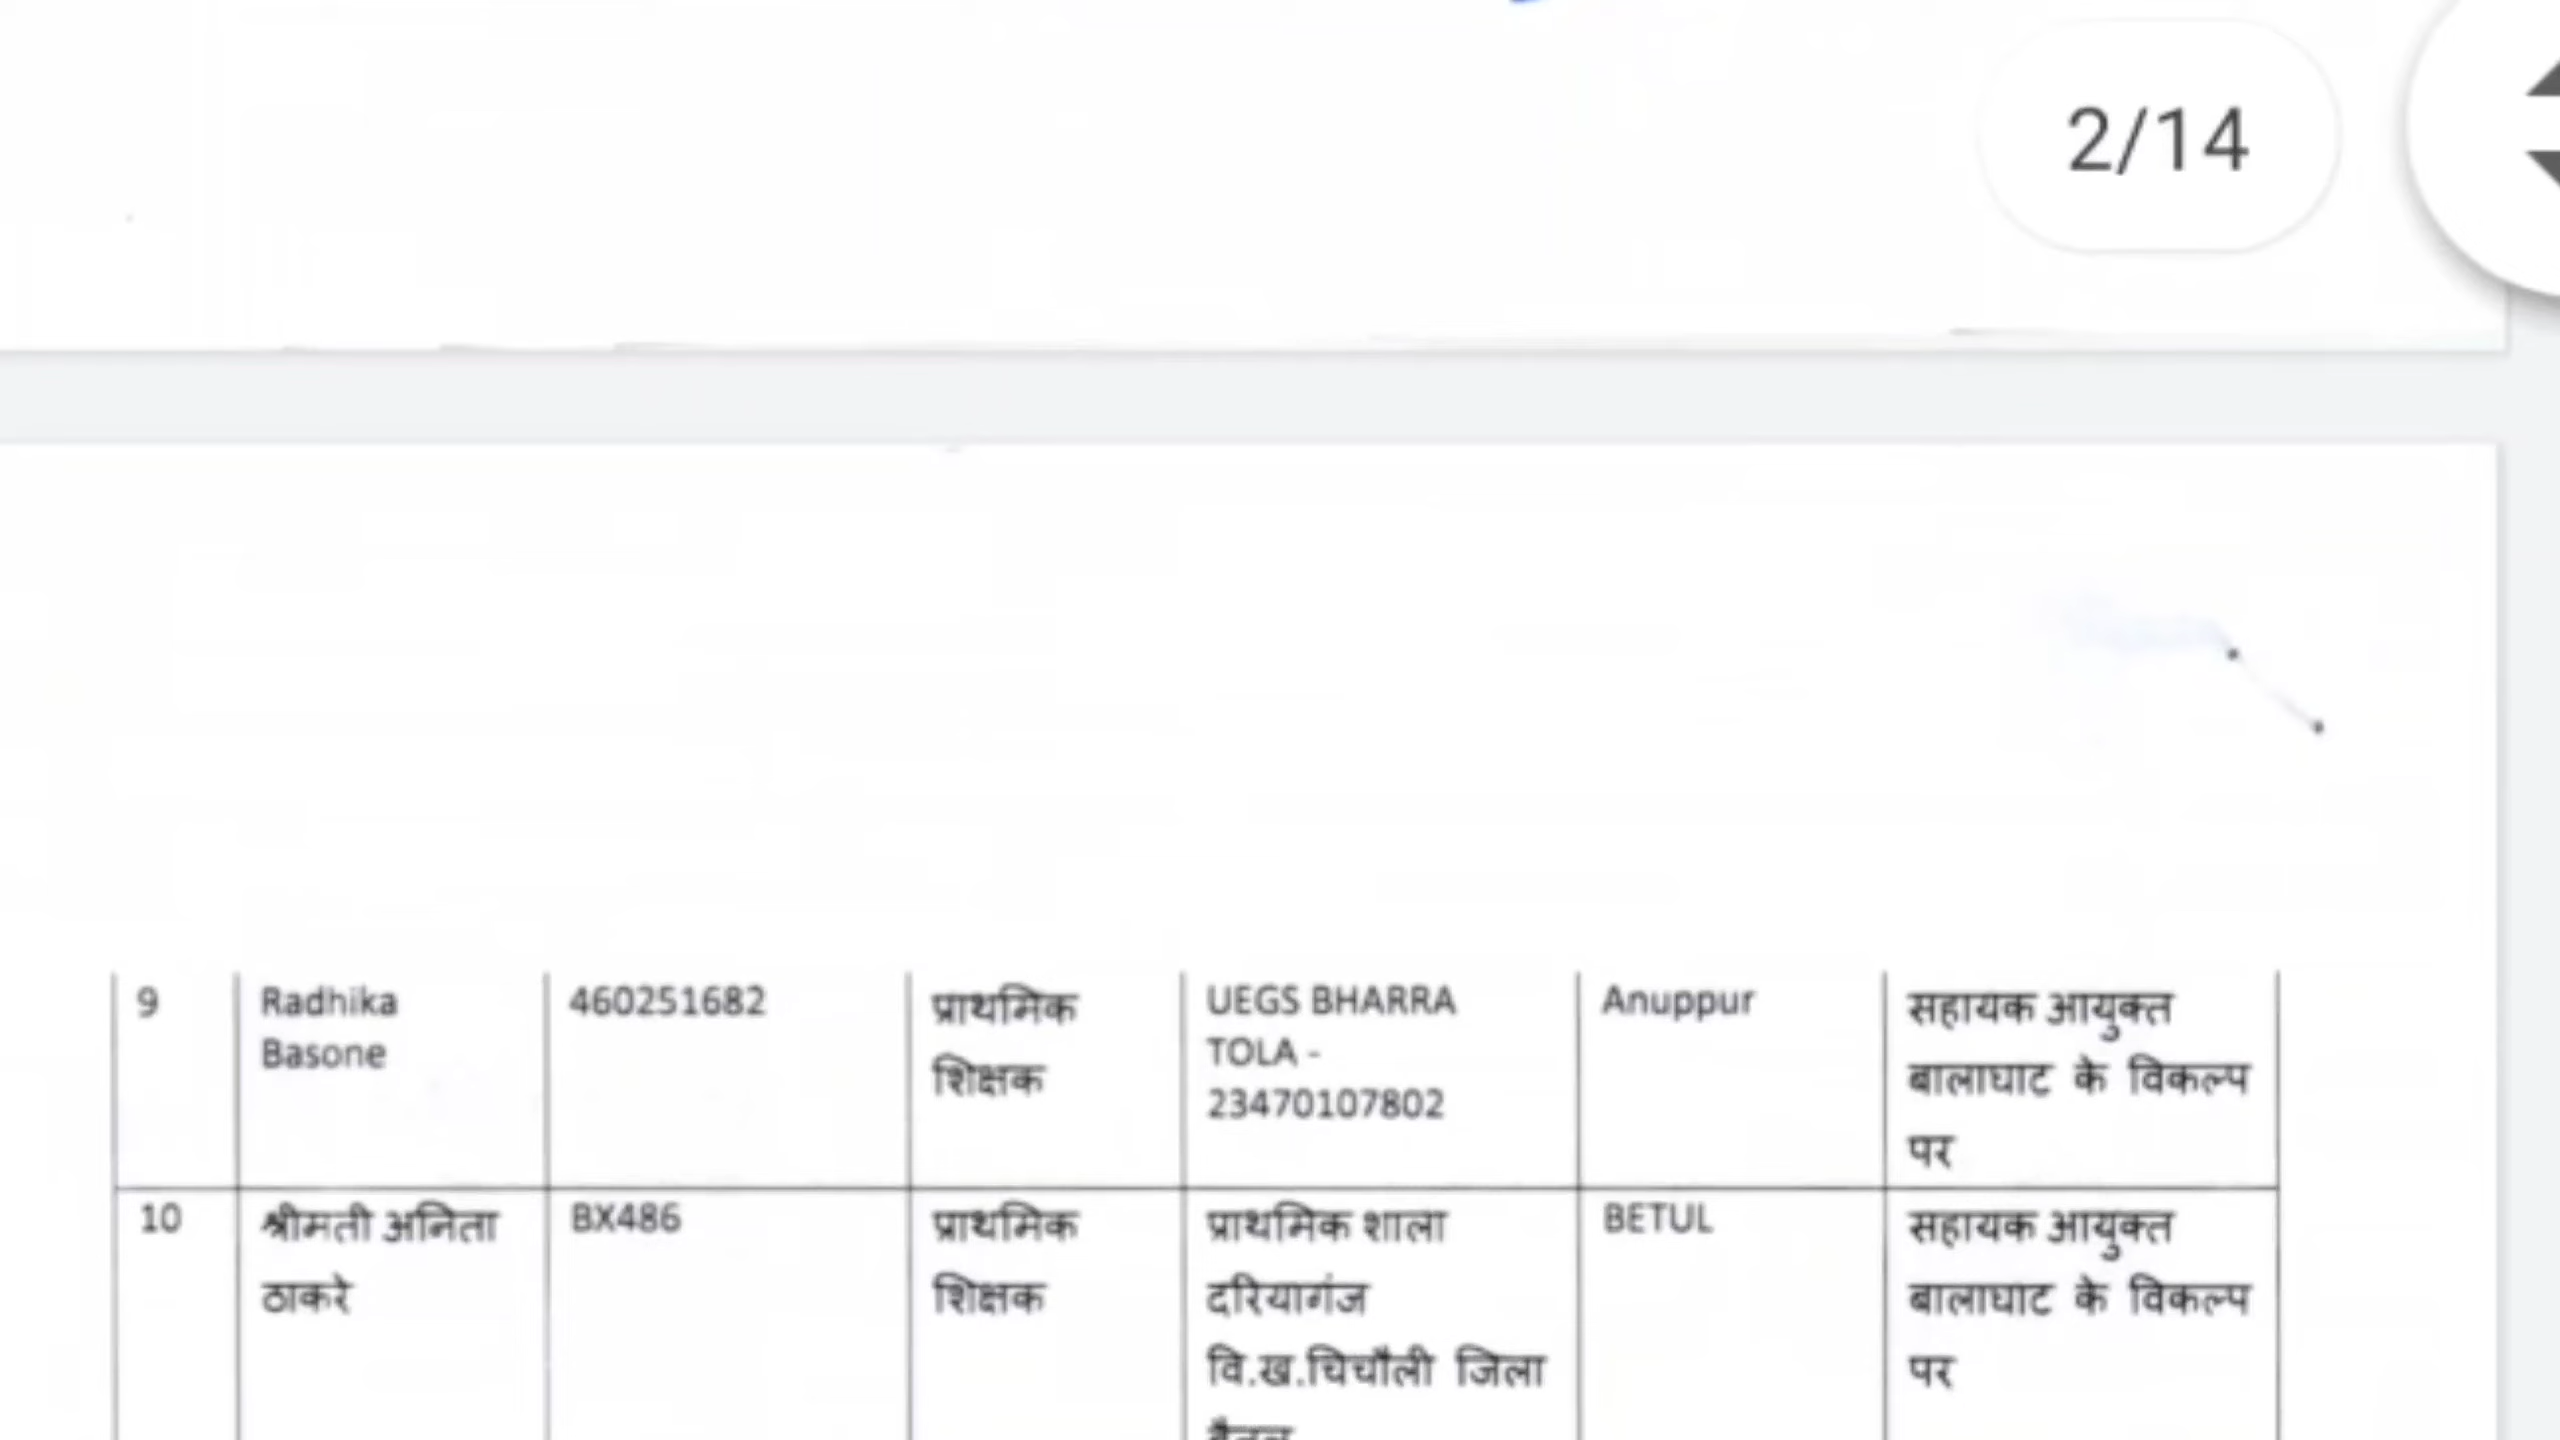 2/14
9 Radhika Basone 460251682 प्राथमिक शिक्षक UEGS BHARRA TOLA - 23470107802 Anuppur सहायक आयुक्त बालाघाट के विकल्प पर
10 श्रीमती अनिता ठाकरे BX486 प्राथमिक शिक्षक प्राथमिक शाला दरियागंज वि.ख.चिचौली जिला BETUL सहायक आयुक्त बालाघाट के विकल्प पर